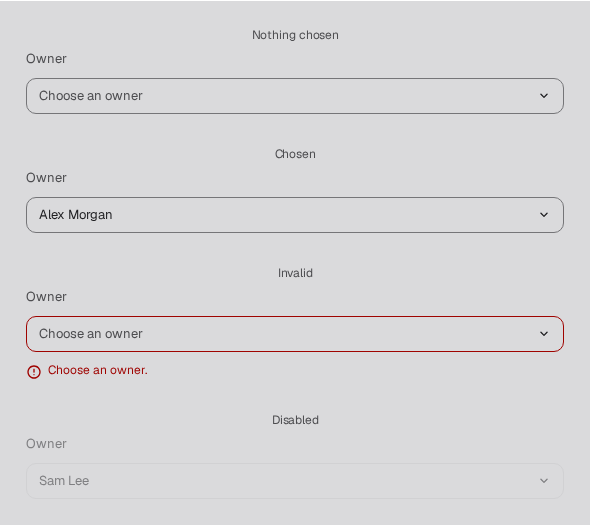 Nothing chosen
Owner
Choose an owner
Chosen
Owner
Alex Morgan
Invalid
Owner
Choose an owner
Choose an owner.
Disabled
Owner
Sam Lee